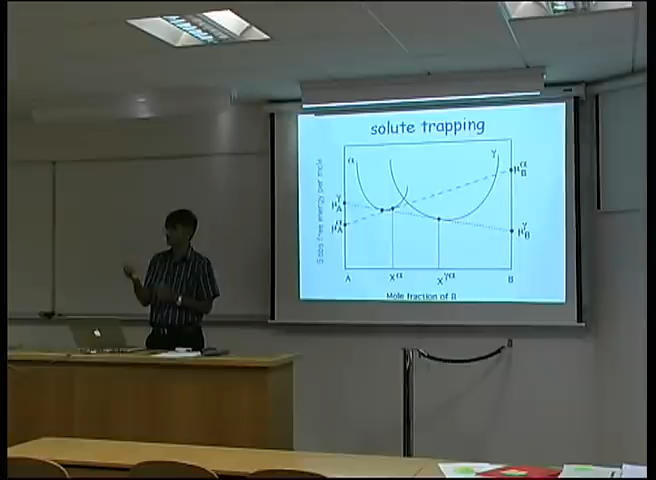 solute trapping
α
γ
μ_B^α
μ_A^γ
μ_A^α
μ_B^γ
Gibbs free energy per mole
A
x^α
x^γα
B
Mole fraction of B